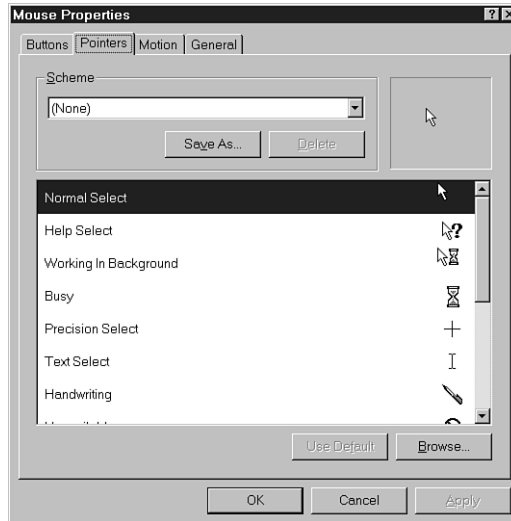 Mouse Properties
Buttons Pointers Motion General
Scheme
(None)
Save As... Delete
Normal Select
Help Select
Working In Background
Busy
Precision Select
Text Select
Handwriting
Use Default Browse...
OK Cancel Apply